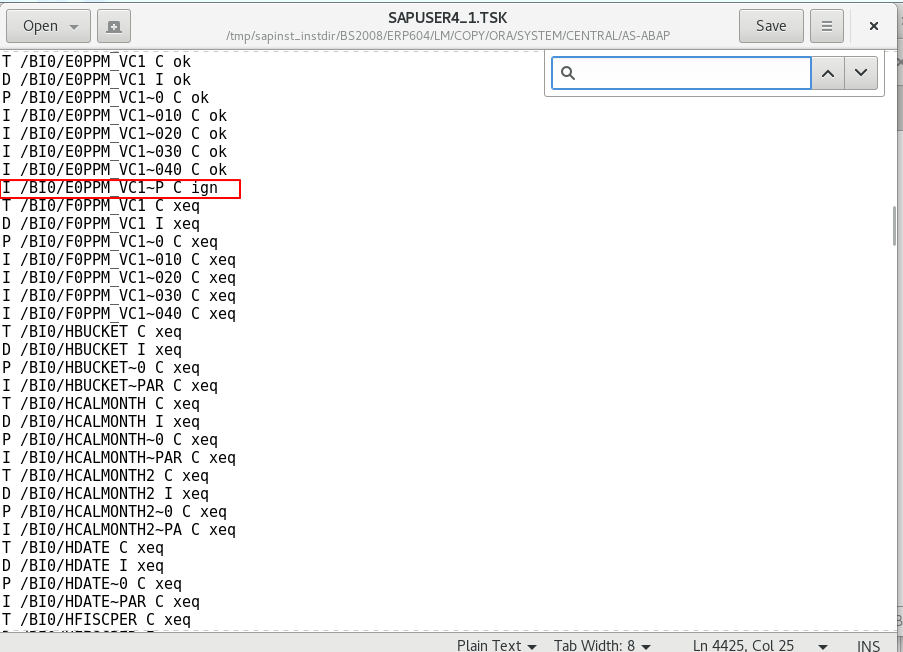 Open
SAPUSER4_1.TSK
/tmp/sapinst_instdir/BS2008/ERP604/LM/COPY/ORA/SYSTEM/CENTRAL/AS-ABAP
Save
T /BI0/E0PPM_VC1 C ok
D /BI0/E0PPM_VC1 I ok
P /BI0/E0PPM_VC1~0 C ok
I /BI0/E0PPM_VC1~010 C ok
I /BI0/E0PPM_VC1~020 C ok
I /BI0/E0PPM_VC1~030 C ok
I /BI0/E0PPM_VC1~040 C ok
I /BI0/E0PPM_VC1~P C ign
T /BI0/F0PPM_VC1 C xeq
D /BI0/F0PPM_VC1 I xeq
P /BI0/F0PPM_VC1~0 C xeq
I /BI0/F0PPM_VC1~010 C xeq
I /BI0/F0PPM_VC1~020 C xeq
I /BI0/F0PPM_VC1~030 C xeq
I /BI0/F0PPM_VC1~040 C xeq
T /BI0/HBUCKET C xeq
D /BI0/HBUCKET I xeq
P /BI0/HBUCKET~0 C xeq
I /BI0/HBUCKET~PAR C xeq
T /BI0/HCALMONTH C xeq
D /BI0/HCALMONTH I xeq
P /BI0/HCALMONTH~0 C xeq
I /BI0/HCALMONTH~PAR C xeq
T /BI0/HCALMONTH2 C xeq
D /BI0/HCALMONTH2 I xeq
P /BI0/HCALMONTH2~0 C xeq
I /BI0/HCALMONTH2~PA C xeq
T /BI0/HDATE C xeq
D /BI0/HDATE I xeq
P /BI0/HDATE~0 C xeq
I /BI0/HDATE~PAR C xeq
T /BI0/HFISCPER C xeq
Plain Text Tab Width: 8 Ln 4425, Col 25 INS